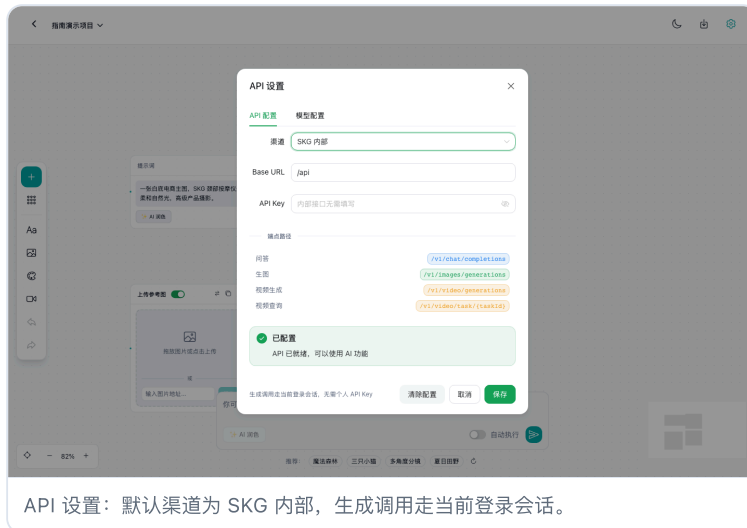 指南演示项目
API 设置
API 配置 模型配置
渠道 SKG 内部
Base URL /api
API Key 内部接口无需填写
端点路径
问答 /v1/chat/completions
生图 /v1/images/generations
视频生成 /v1/video/generations
视频查询 /v1/video/task/{taskId}
已配置
API 已就绪，可以使用 AI 功能
生成调用走当前登录会话，无需个人 API Key
清除配置 取消 保存
提示词
一张白底电商主图，SKG 颈部按摩仪
柔和自然光，高级产品摄影。
AI 润色
Aa
上传参考图
拖拽图片或点击上传
或
输入图片地址...
你可
AI 润色
自动执行
82%
推荐: 魔法森林 三只小猫 多角度分镜 夏日田野
API 设置：默认渠道为 SKG 内部，生成调用走当前登录会话。